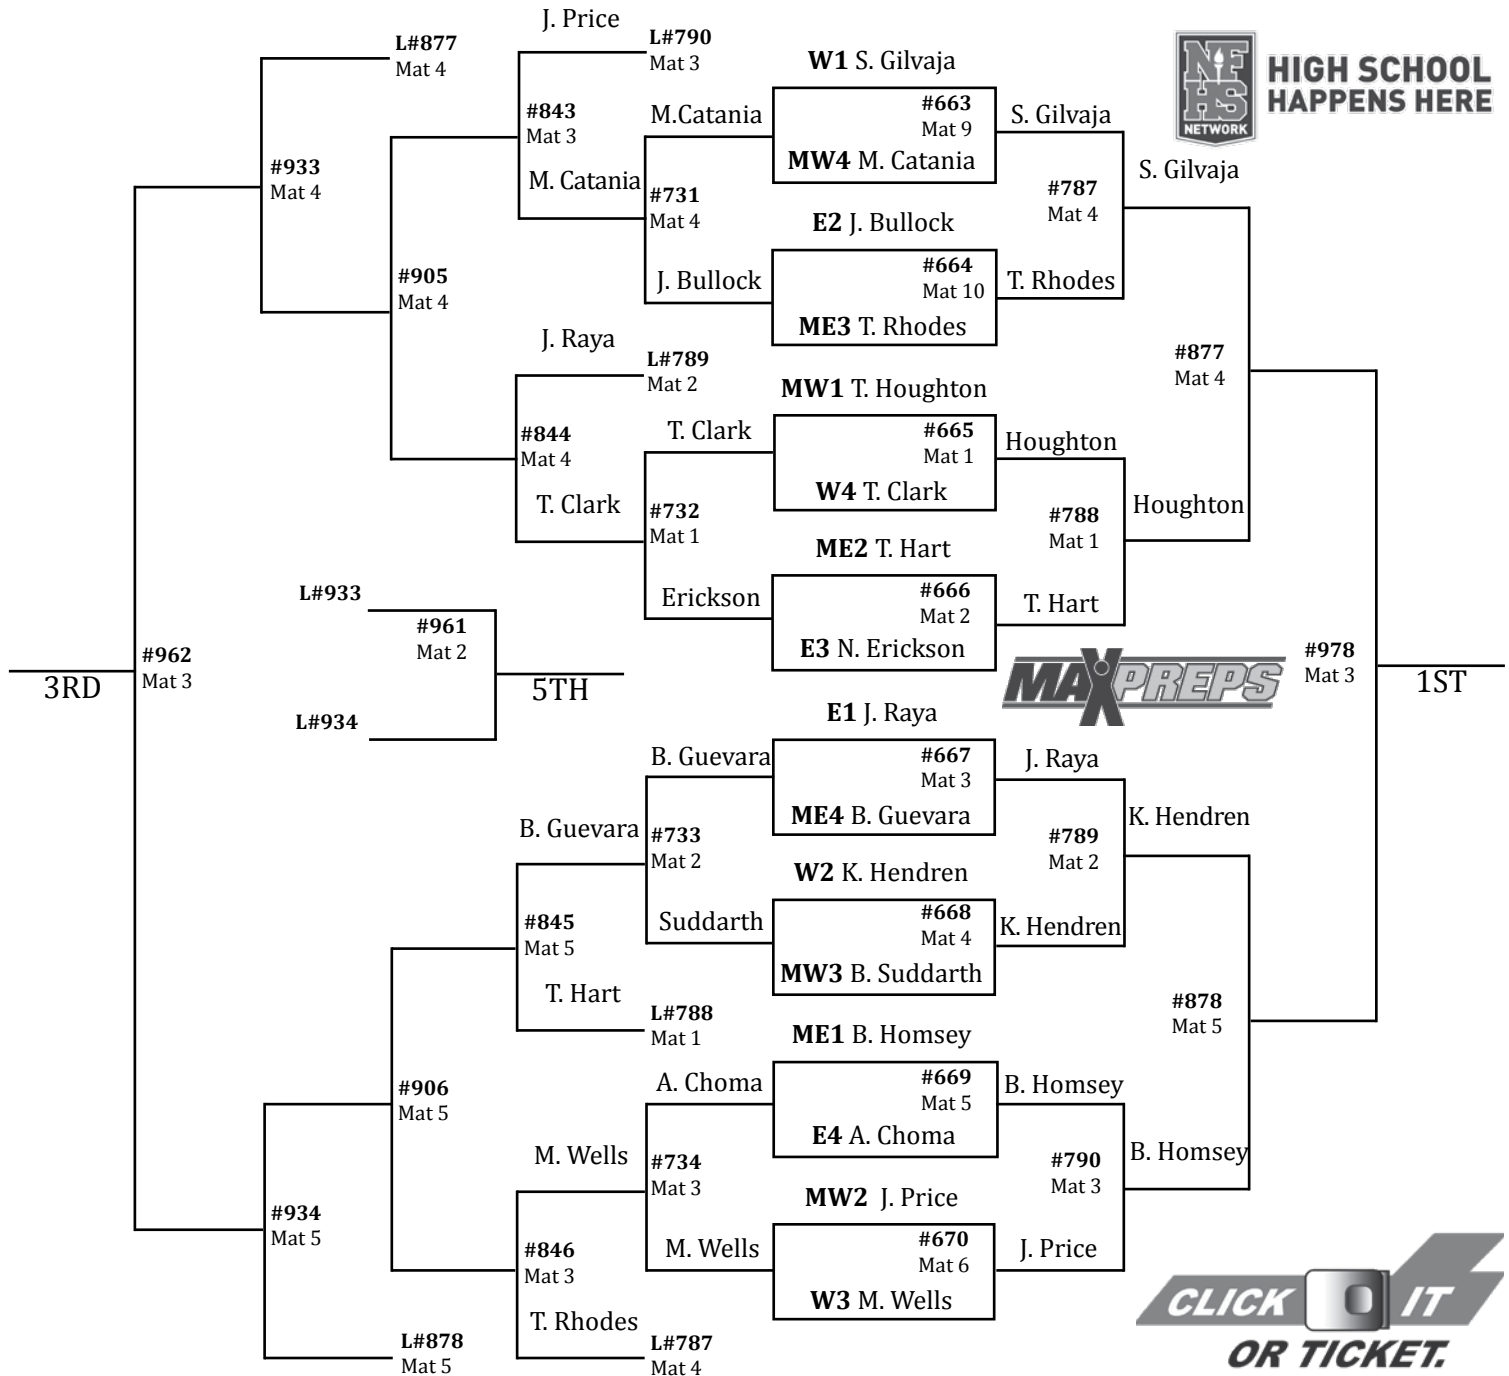 J. Price
L#877
Mat 4
L#790
Mat 3
W1 S. Gilvaja
NF
HS
NETWORK
HIGH SCHOOL
HAPPENS HERE
#843
Mat 3
M.Catania
#663
Mat 9
S. Gilvaja
MW4 M. Catania
#933
Mat 4
M. Catania
#731
Mat 4
S. Gilvaja
#787
Mat 4
E2 J. Bullock
#905
Mat 4
J. Bullock
#664
Mat 10
T. Rhodes
ME3 T. Rhodes
J. Raya
L#789
Mat 2
#877
Mat 4
MW1 T. Houghton
#844
Mat 4
T. Clark
#665
Mat 1
Houghton
W4 T. Clark
T. Clark
#732
Mat 1
#788
Mat 1
Houghton
ME2 T. Hart
L#933
#961
Mat 2
Erickson
#666
Mat 2
T. Hart
E3 N. Erickson
#962
Mat 3
3RD
5TH
MAXPREPS
#978
Mat 3
1ST
L#934
E1 J. Raya
B. Guevara
#667
Mat 3
J. Raya
ME4 B. Guevara
B. Guevara
#733
Mat 2
K. Hendren
#789
Mat 2
W2 K. Hendren
#845
Mat 5
Suddarth
#668
Mat 4
K. Hendren
MW3 B. Suddarth
T. Hart
L#788
Mat 1
#878
Mat 5
ME1 B. Homsey
#906
Mat 5
A. Choma
#669
Mat 5
B. Homsey
E4 A. Choma
M. Wells
#734
Mat 3
#790
Mat 3
B. Homsey
MW2 J. Price
#934
Mat 5
#846
Mat 3
M. Wells
#670
Mat 6
J. Price
W3 M. Wells
T. Rhodes
L#878
Mat 5
L#787
Mat 4
CLICK IT
OR TICKET.